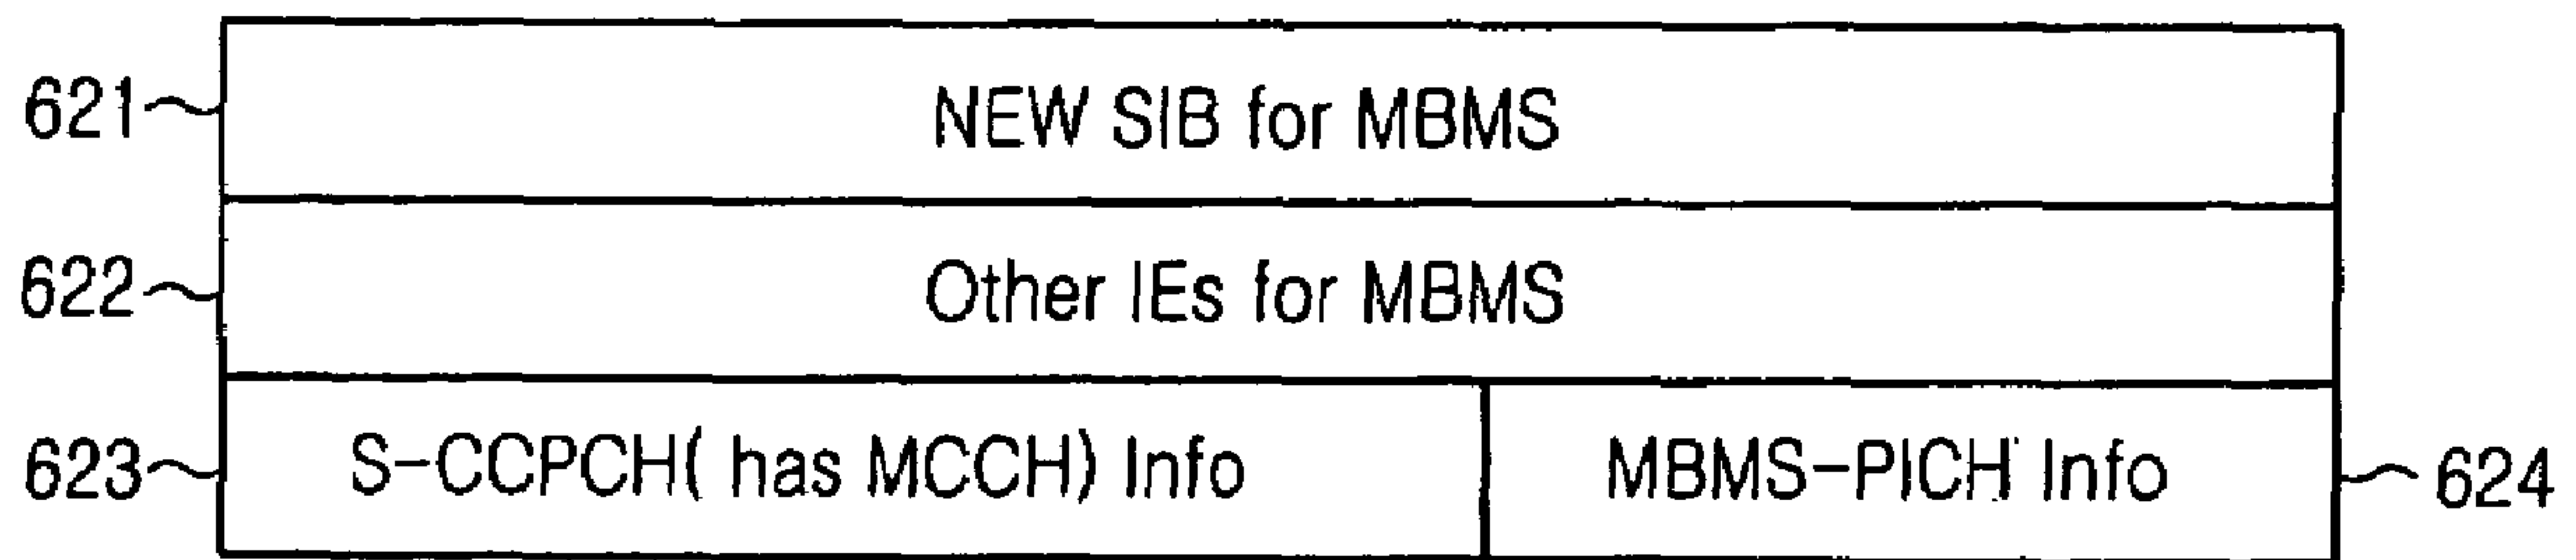 621 NEW SIB for MBMS
622 Other IEs for MBMS
623 S-CCPCH( has MCCH) Info MBMS-PICH Info 624